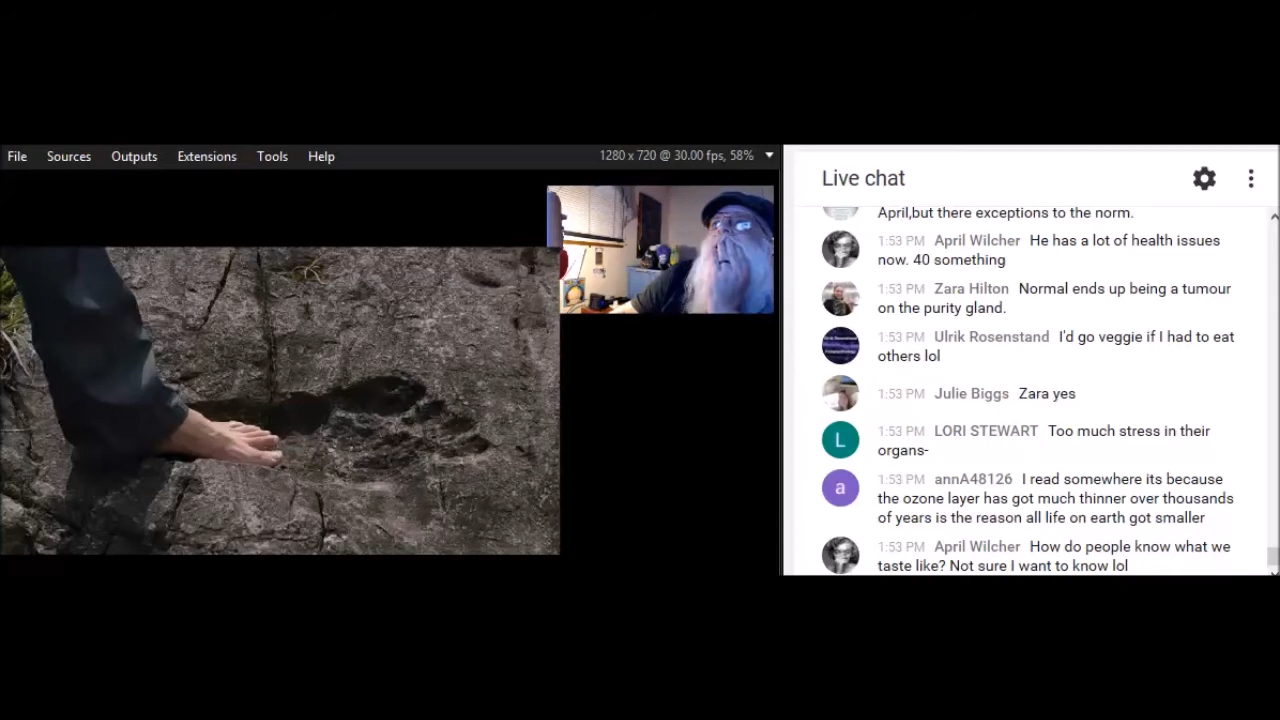 File Sources Outputs Extensions Tools Help
1280 x 720 @ 30.00 fps, 58%
Live chat
April,but there exceptions to the norm.
1:53 PM April Wilcher He has a lot of health issues
now. 40 something
1:53 PM Zara Hilton Normal ends up being a tumour
on the purity gland.
1:53 PM Ulrik Rosenstand I'd go veggie if I had to eat
others lol
1:53 PM Julie Biggs Zara yes
L
1:53 PM LORI STEWART Too much stress in their
organs-
a
1:53 PM annA48126 I read somewhere its because
the ozone layer has got much thinner over thousands
of years is the reason all life on earth got smaller
1:53 PM April Wilcher How do people know what we
taste like? Not sure I want to know lol